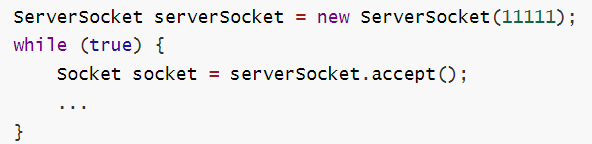 ServerSocket serverSocket = new ServerSocket(11111);
while (true) {
    Socket socket = serverSocket.accept();
    ...
}